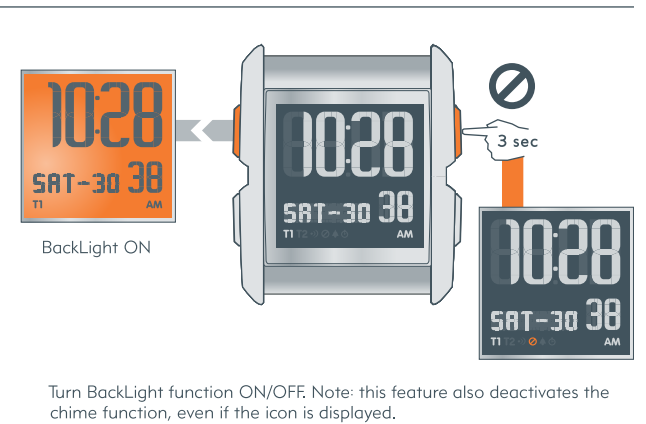 10:28
SAT-30 38
T1 AM
BackLight ON
10:28
SAT-30 38
T1 T2 AM
3 sec
10:28
SAT-30 38
T1 T2 AM
Turn BackLight function ON/OFF. Note: this feature also deactivates the
chime function, even if the icon is displayed.